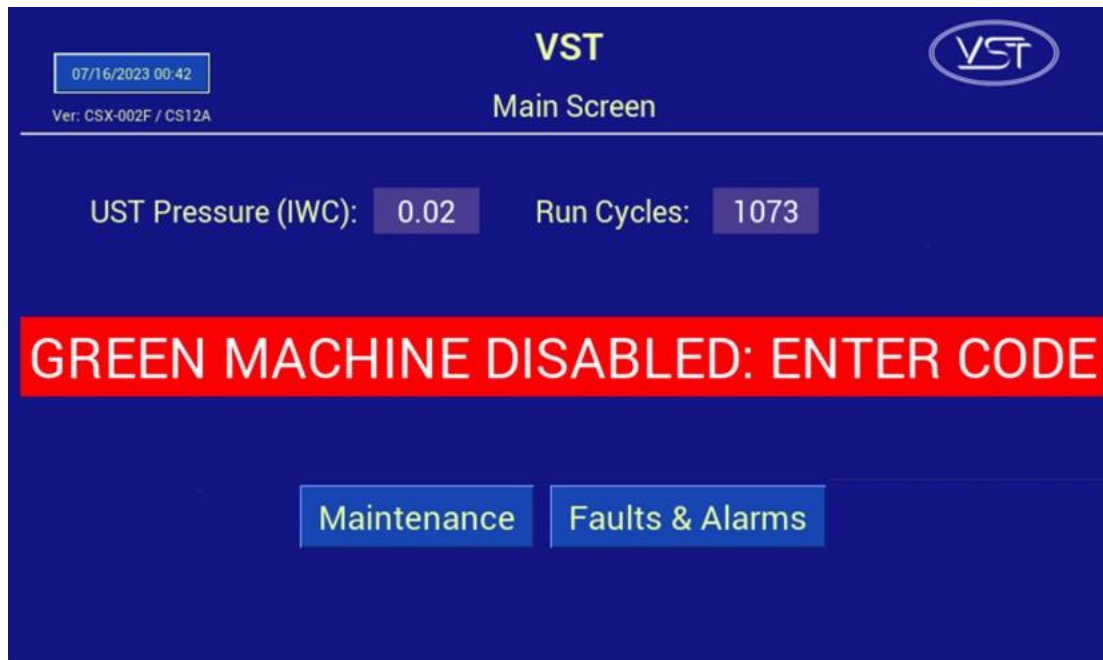 VST
VST
07/16/2023 00:42
Main Screen
Ver: CSX-002F / CS12A
UST Pressure (IWC): 0.02 Run Cycles: 1073
GREEN MACHINE DISABLED: ENTER CODE
Maintenance Faults & Alarms